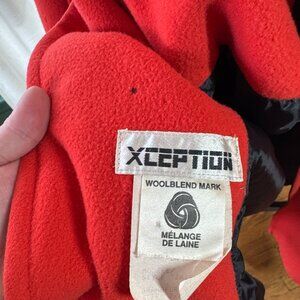 XCEPTION
WOOLBLEND MARK
MÉLANGE
DE LAINE